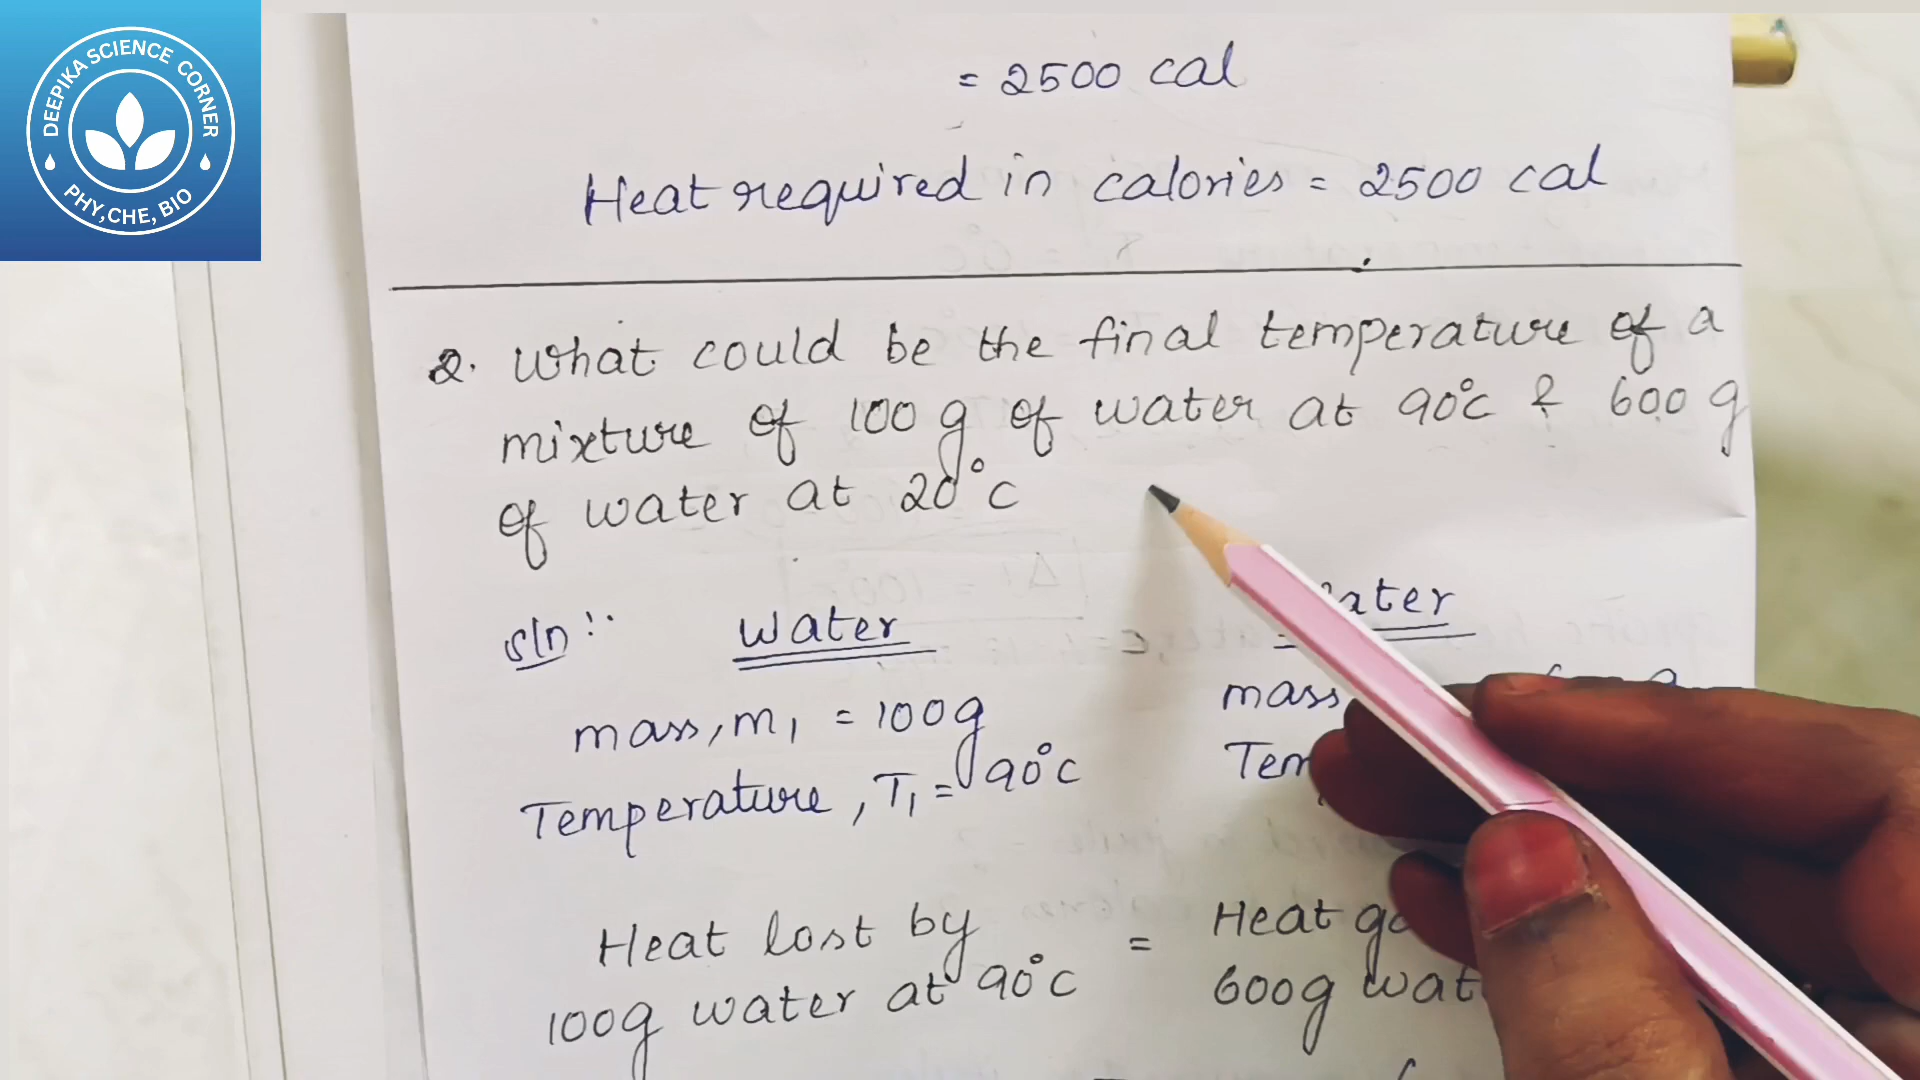 DEEPIKA SCIENCE CORNER
PHY,CHE, BIO
= 2500 cal
Heat required in calories = 2500 cal
2. What could be the final temperature of a
mixture of 100 g of water at 90°c & 600 g
of water at 20°c
Sln :· Water
mass, m1 = 100g mass
Temperature, T1 = 90°c
Heat lost by = Heat
100g water at 90°c 600g